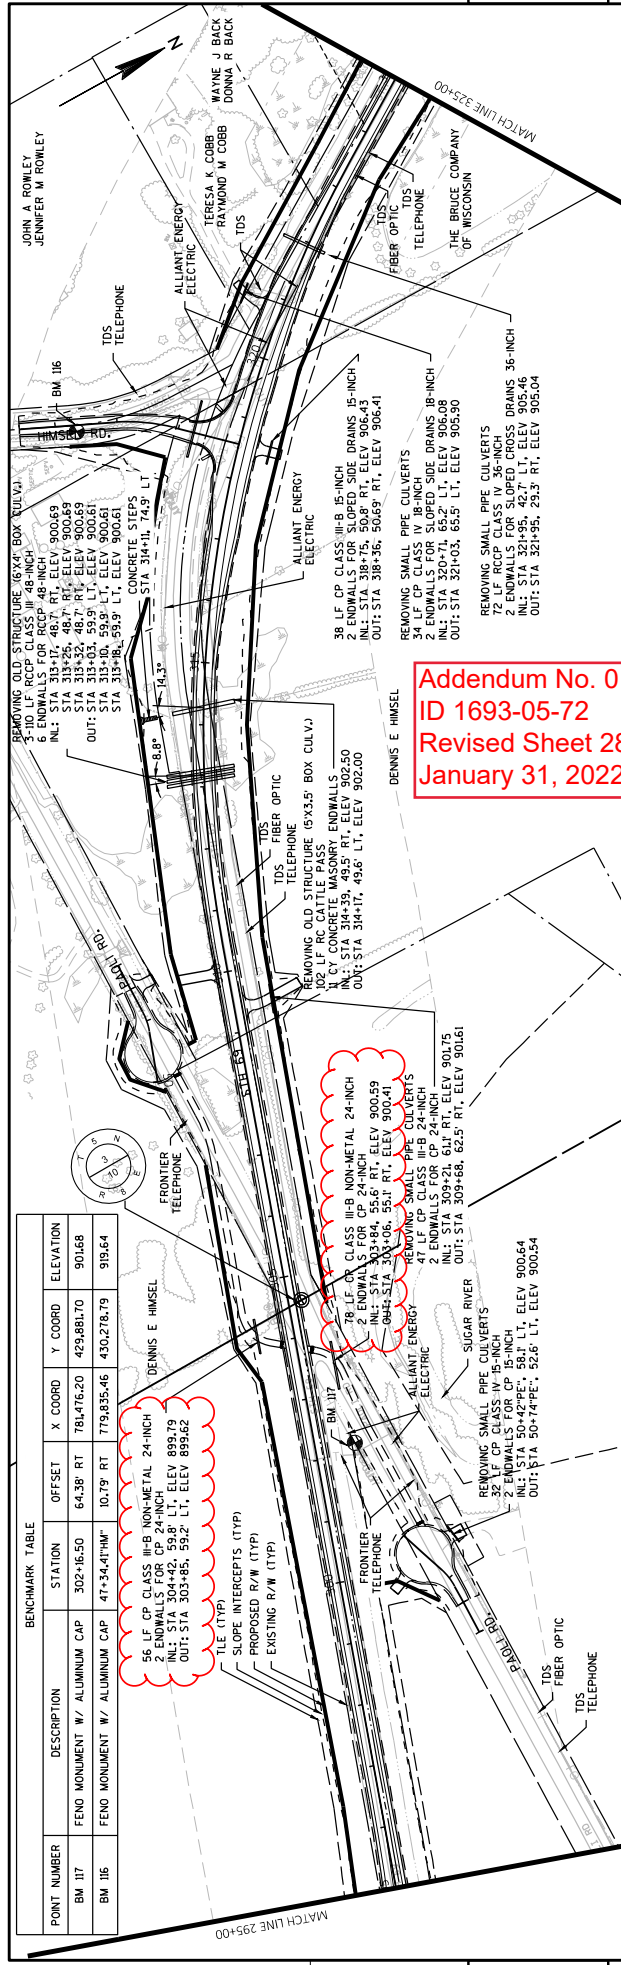 BENCHMARK TABLE
POINT NUMBER DESCRIPTION STATION OFFSET X COORD Y COORD ELEVATION
BM 117 FENO MONUMENT W/ ALUMINUM CAP 302+16.50 64.38' RT 781,476.20 429,881.70 901.68
BM 116 FENO MONUMENT W/ ALUMINUM CAP 47+34.41"HM" 10.79' RT 779,835.46 430,278.79 919.64
56 LF CP CLASS III-B NON-METAL 24-INCH
2 ENDWALLS FOR CP 24-INCH
INL: STA 304+42, 59.8' LT, ELEV 899.79
OUT: STA 303+85, 59.2' LT, ELEV 899.62
TLE (TYP)
SLOPE INTERCEPTS (TYP)
PROPOSED R/W (TYP)
EXISTING R/W (TYP)
MATCH LINE 295+00
DENNIS E HIMSEL
FRONTIER
TELEPHONE
T 5 N
3
10
R 8 E
PAOLI RD.
STH 69
300
305
315
320
REMOVING OLD STRUCTURE (6'X4' BOX CULV.)
3-110 LF RCCP CLASS III 48-INCH
6 ENDWALLS FOR RCCP 48-INCH
INL: STA 313+17, 48.7' RT, ELEV 900.69
STA 313+25, 48.7' RT, ELEV 900.69
STA 313+32, 48.7' RT, ELEV 900.69
OUT: STA 313+03, 59.9' LT, ELEV 900.61
STA 313+10, 59.9' LT, ELEV 900.61
STA 313+18, 59.9' LT, ELEV 900.61
CONCRETE STEPS
STA 314+11, 74.9' LT
8.8°
14.3°
HIMSEL RD.
BM 116
TDS
TELEPHONE
JOHN A ROWLEY
JENNIFER M ROWLEY
ALLIANT ENERGY
ELECTRIC
TERESA K COBB
RAYMOND M COBB
WAYNE J BACK
DONNA R BACK
N
TDS
MATCH LINE 325+00
TDS
FIBER OPTIC
TDS
TELEPHONE
THE BRUCE COMPANY
OF WISCONSIN
ALLIANT ENERGY
ELECTRIC
38 LF CP CLASS III-B 15-INCH
2 ENDWALLS FOR SLOPED SIDE DRAINS 15-INCH
INL: STA 318+75, 50.8' RT, ELEV 906.43
OUT: STA 318+36, 50.69' RT, ELEV 906.41
REMOVING SMALL PIPE CULVERTS
34 LF CP CLASS IV 18-INCH
2 ENDWALLS FOR SLOPED SIDE DRAINS 18-INCH
INL: STA 320+71, 65.2' LT, ELEV 906.08
OUT: STA 321+03, 65.5' LT, ELEV 905.90
REMOVING SMALL PIPE CULVERTS
72 LF RCCP CLASS IV 36-INCH
2 ENDWALLS FOR SLOPED CROSS DRAINS 36-INCH
INL: STA 321+95, 42.7' LT, ELEV 905.46
OUT: STA 321+95, 29.3' RT, ELEV 905.04
Addendum No. 0
ID 1693-05-72
Revised Sheet 28
January 31, 2022
DENNIS E HIMSEL
TDS
FIBER OPTIC
TDS
TELEPHONE
REMOVING OLD STRUCTURE (5'X3.5' BOX CULV.)
102 LF RC CATTLE PASS
11 CY CONCRETE MASONRY ENDWALLS
INL: STA 314+39, 49.5' RT, ELEV 902.50
OUT: STA 314+17, 49.6' LT, ELEV 902.00
78 LF CP CLASS III-B NON-METAL 24-INCH
2 ENDWALLS FOR CP 24-INCH
INL: STA 303+84, 55.6' RT, ELEV 900.59
OUT: STA 303+06, 55.1' RT, ELEV 900.41
REMOVING SMALL PIPE CULVERTS
47 LF CP CLASS III-B 24-INCH
2 ENDWALLS FOR CP 24-INCH
INL: STA 309+21, 61.1' RT, ELEV 901.75
OUT: STA 309+68, 62.5' RT, ELEV 901.61
BM 117
ALLIANT ENERGY
ELECTRIC
SUGAR RIVER
REMOVING SMALL PIPE CULVERTS
32 LF CP CLASS IV 15-INCH
2 ENDWALLS FOR CP 15-INCH
INL: STA 50+42"PE", 58.1' LT, ELEV 900.64
OUT: STA 50+74"PE", 52.6' LT, ELEV 900.54
FRONTIER
TELEPHONE
PAOLI RD.
TDS
FIBER OPTIC
TDS
TELEPHONE